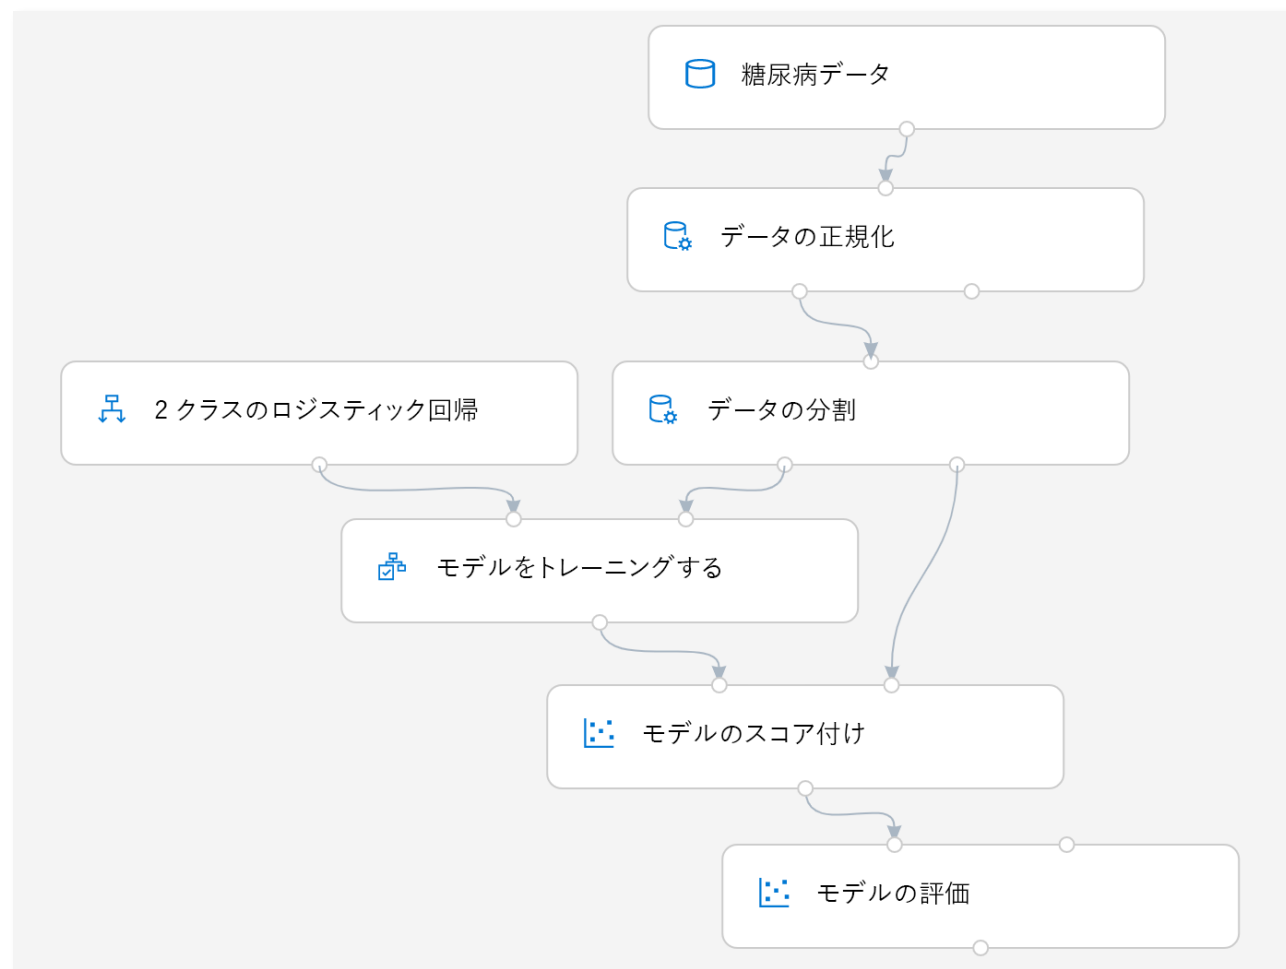 糖尿病データ
データの正規化
2 クラスのロジスティック回帰
データの分割
モデルをトレーニングする
モデルのスコア付け
モデルの評価